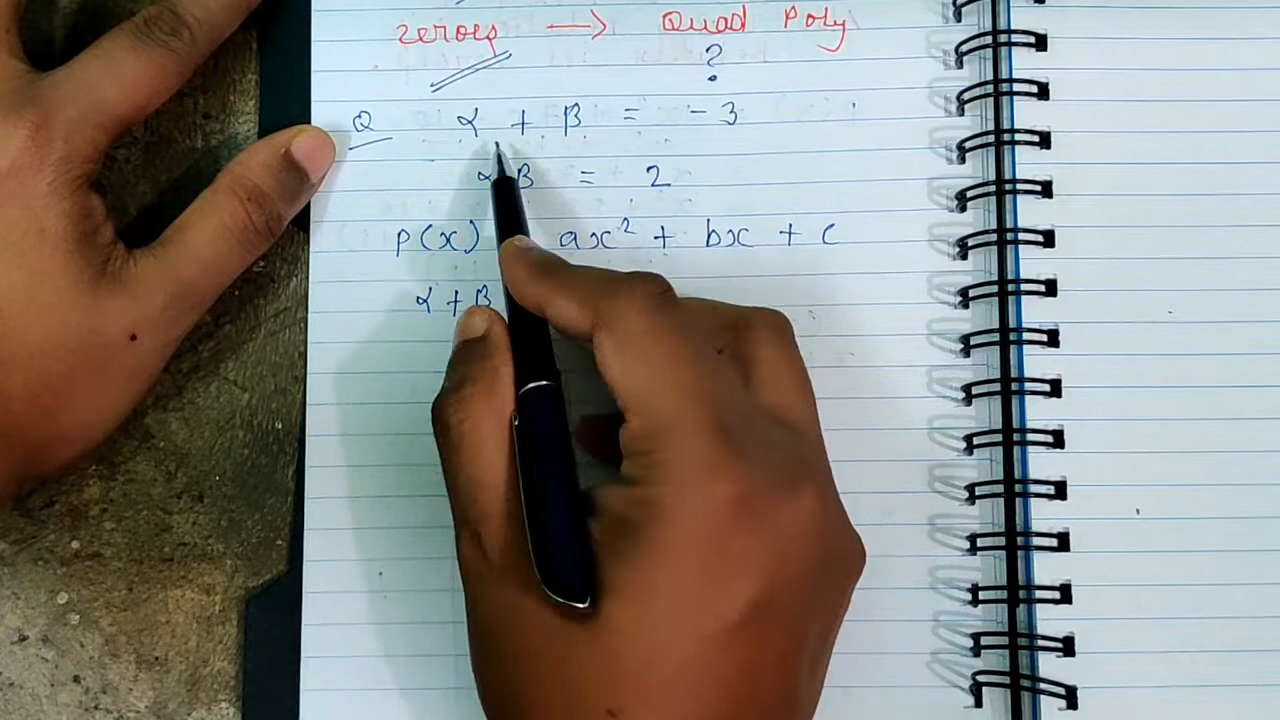 zeroes → Quad Poly
?
Q α + β = - 3
αβ = 2
p(x) ax² + bx + c
α + β